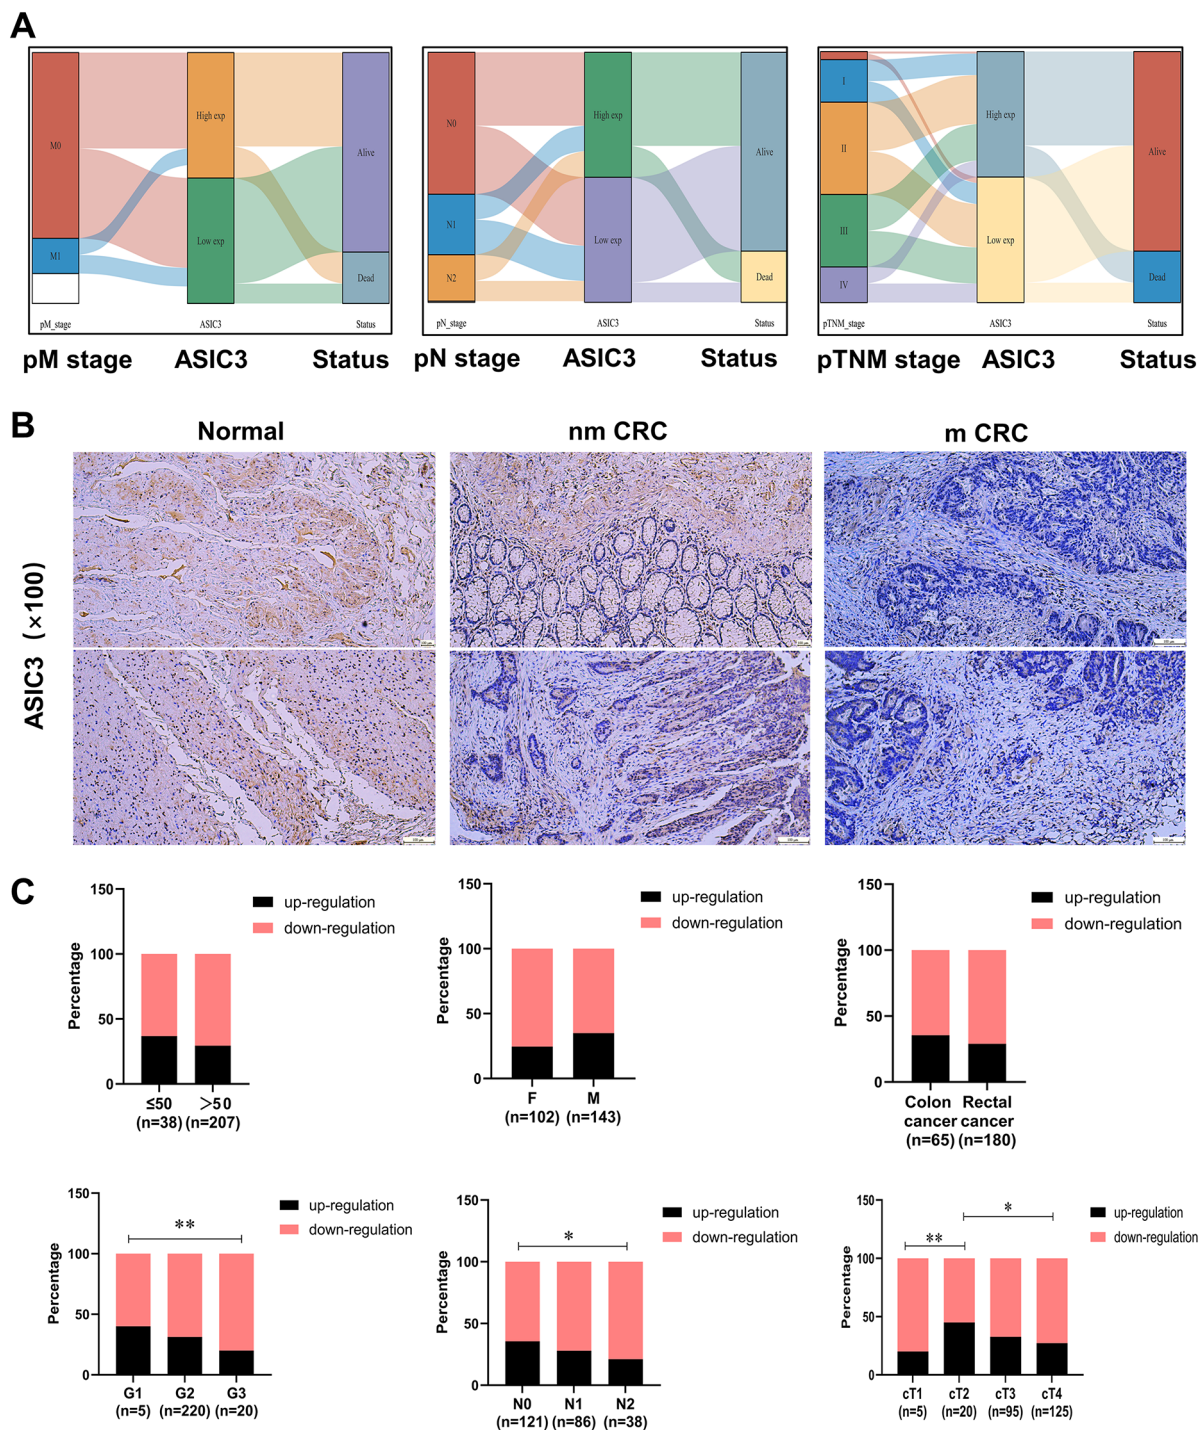 A
M0
M1
High exp
Low exp
Alive
Dead
pM_stage
ASIC3
Status
pM stage
ASIC3
Status
N0
N1
N2
High exp
Low exp
Alive
Dead
pN_stage
ASIC3
Status
pN stage
ASIC3
Status
I
II
III
IV
High exp
Low exp
Alive
Dead
pTNM_stage
ASIC3
Status
pTNM stage
ASIC3
Status
B
Normal
nm CRC
m CRC
ASIC3 (×100)
C
Percentage
150
100
50
0
up-regulation
down-regulation
≤50
>50
(n=38)
(n=207)
Percentage
150
100
50
0
up-regulation
down-regulation
F
M
(n=102)
(n=143)
Percentage
150
100
50
0
up-regulation
down-regulation
Colon
cancer
(n=65)
Rectal
cancer
(n=180)
Percentage
150
100
50
0
**
up-regulation
down-regulation
G1
G2
G3
(n=5)
(n=220)
(n=20)
Percentage
150
100
50
0
*
up-regulation
down-regulation
N0
N1
N2
(n=121)
(n=86)
(n=38)
Percentage
150
100
50
0
**
*
up-regulation
down-regulation
cT1
cT2
cT3
cT4
(n=5)
(n=20)
(n=95)
(n=125)